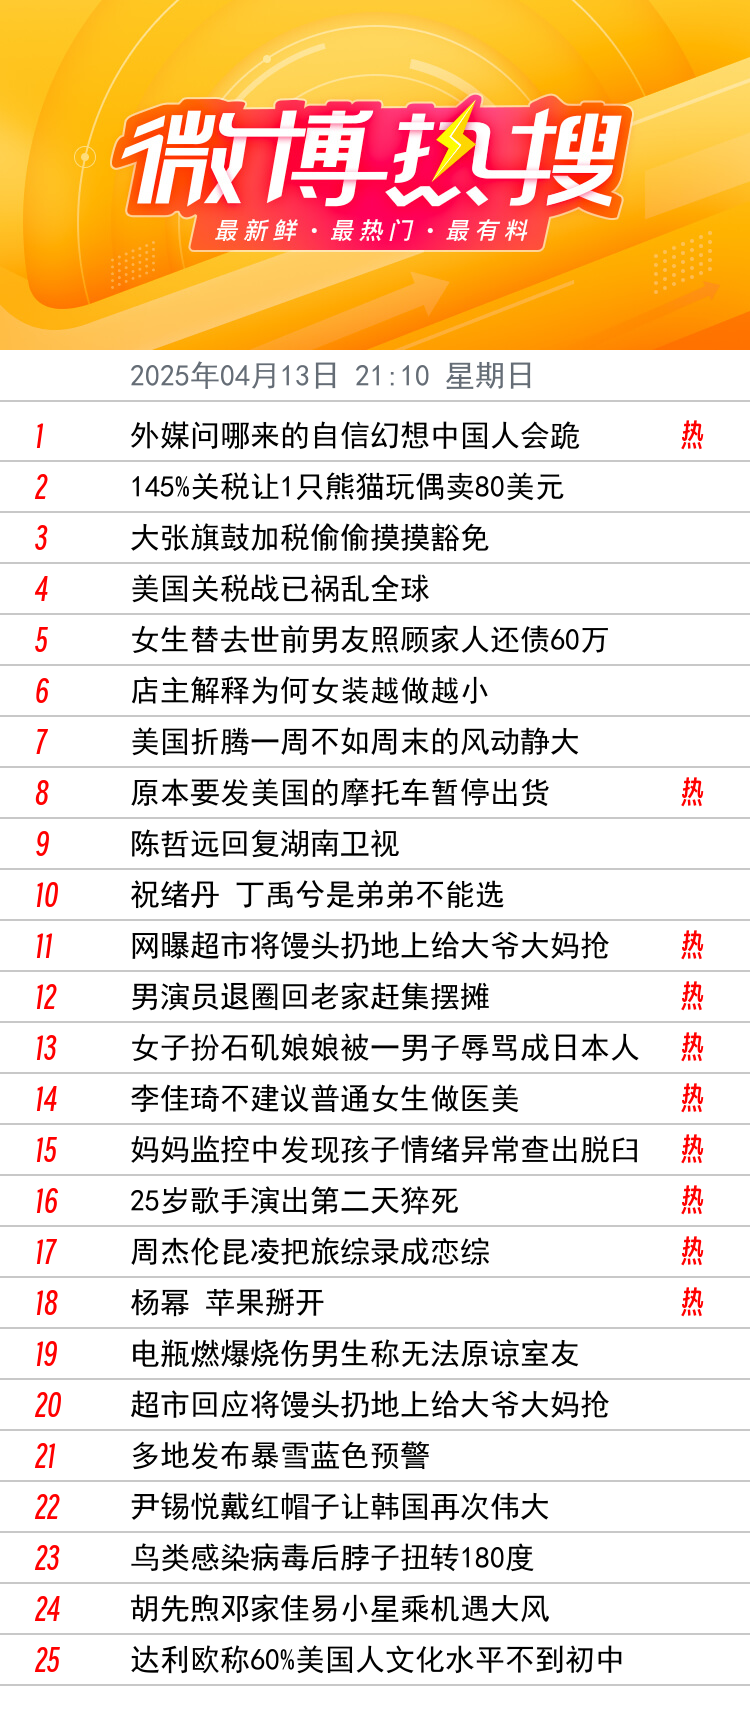 微博热搜
最新鲜·最热门·最有料
2025年04月13日 21:10 星期日
1 外媒问哪来的自信幻想中国人会跪 热
2 145%关税让1只熊猫玩偶卖80美元
3 大张旗鼓加税偷偷摸摸豁免
4 美国关税战已祸乱全球
5 女生替去世前男友照顾家人还债60万
6 店主解释为何女装越做越小
7 美国折腾一周不如周末的风动静大
8 原本要发美国的摩托车暂停出货 热
9 陈哲远回复湖南卫视
10 祝绪丹 丁禹兮是弟弟不能选
11 网曝超市将馒头扔地上给大爷大妈抢 热
12 男演员退圈回老家赶集摆摊 热
13 女子扮石矶娘娘被一男子辱骂成日本人 热
14 李佳琦不建议普通女生做医美 热
15 妈妈监控中发现孩子情绪异常查出脱臼 热
16 25岁歌手演出第二天猝死 热
17 周杰伦昆凌把旅综录成恋综 热
18 杨幂 苹果掰开 热
19 电瓶燃爆烧伤男生称无法原谅室友
20 超市回应将馒头扔地上给大爷大妈抢
21 多地发布暴雪蓝色预警
22 尹锡悦戴红帽子让韩国再次伟大
23 鸟类感染病毒后脖子扭转180度
24 胡先煦邓家佳易小星乘机遇大风
25 达利欧称60%美国人文化水平不到初中